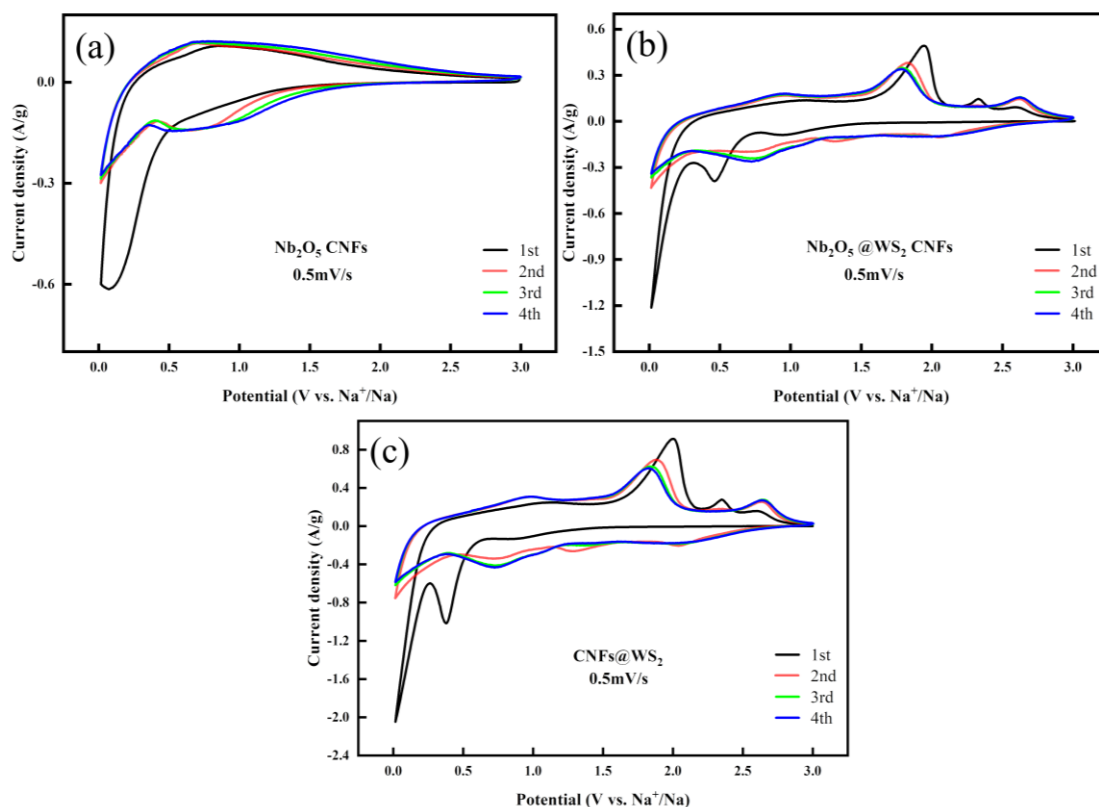 (a)
0.0
-0.3
-0.6
Current density (A/g)
Nb₂O₅ CNFs
0.5mV/s
1st
2nd
3rd
4th
0.0 0.5 1.0 1.5 2.0 2.5 3.0
Potential (V vs. Na⁺/Na)
(b)
0.6
0.3
0.0
-0.3
-0.6
-0.9
-1.2
-1.5
Current density (A/g)
Nb₂O₅ @WS₂ CNFs
0.5mV/s
1st
2nd
3rd
4th
0.0 0.5 1.0 1.5 2.0 2.5 3.0
Potential (V vs. Na⁺/Na)
(c)
0.8
0.4
0.0
-0.4
-0.8
-1.2
-1.6
-2.0
-2.4
Current density (A/g)
CNFs@WS₂
0.5mV/s
1st
2nd
3rd
4th
0.0 0.5 1.0 1.5 2.0 2.5 3.0
Potential (V vs. Na⁺/Na)